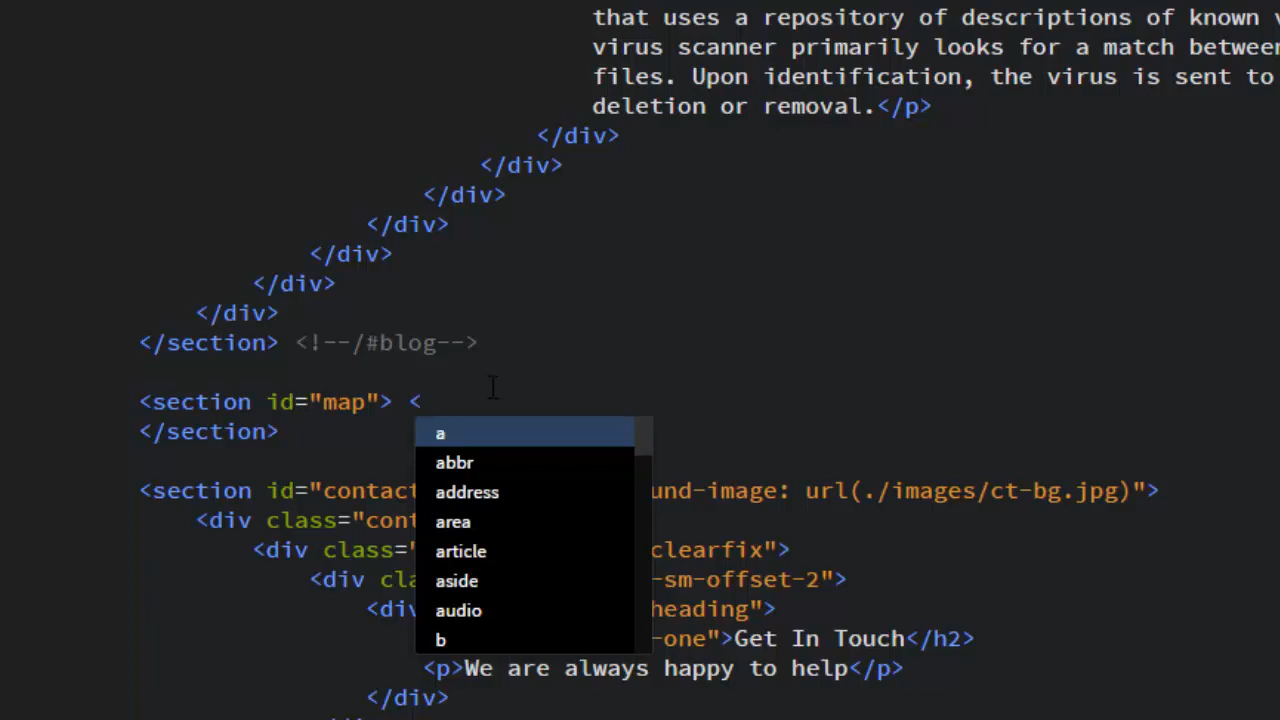 that uses a repository of descriptions of known
virus scanner primarily looks for a match between
files. Upon identification, the virus is sent to
deletion or removal.</p>
</div>
</div>
</div>
</div>
</div>
</div>
</div>
</section> <!--/#blog-->
<section id="map"> <
</section>
a
abbr
address
area
article
aside
audio
b
<section id="contact und-image: url(./images/ct-bg.jpg)">
<div class="cont
<div class=" clearfix">
<div cla -sm-offset-2">
<div heading">
-one">Get In Touch</h2>
<p>We are always happy to help</p>
</div>